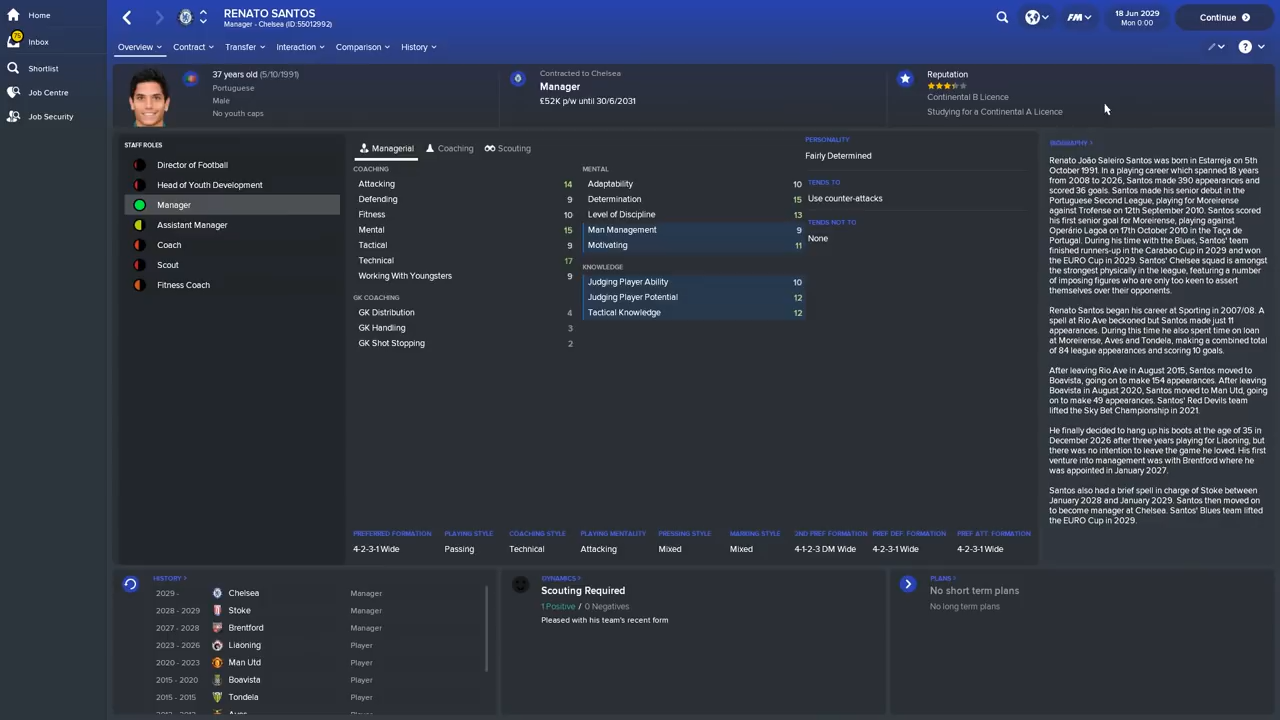 Home
75
Inbox
Shortlist
Job Centre
Job Security
RENATO SANTOS
Manager - Chelsea (ID:55012992)
FM
18 Jun 2029
Mon 0:00
Continue
Overview
Contract
Transfer
Interaction
Comparison
History
?
37 years old (5/10/1991)
Portuguese
Male
No youth caps
Contracted to Chelsea
Manager
£52K p/w until 30/6/2031
Reputation
Continental B Licence
Studying for a Continental A Licence
STAFF ROLES
Director of Football
Head of Youth Development
Manager
Assistant Manager
Coach
Scout
Fitness Coach
Managerial
Coaching
Scouting
COACHING
Attacking 14
Defending 9
Fitness 10
Mental 15
Tactical 9
Technical 17
Working With Youngsters 9
GK COACHING
GK Distribution 4
GK Handling 3
GK Shot Stopping 2
MENTAL
Adaptability 10
Determination 15
Level of Discipline 13
Man Management 9
Motivating 11
KNOWLEDGE
Judging Player Ability 10
Judging Player Potential 12
Tactical Knowledge 12
PERSONALITY
Fairly Determined
TENDS TO
Use counter-attacks
TENDS NOT TO
None
PREFERRED FORMATION
4-2-3-1 Wide
PLAYING STYLE
Passing
COACHING STYLE
Technical
PLAYING MENTALITY
Attacking
PRESSING STYLE
Mixed
MARKING STYLE
Mixed
2ND PREF FORMATION
4-1-2-3 DM Wide
PREF DEF. FORMATION
4-2-3-1 Wide
PREF ATT. FORMATION
4-2-3-1 Wide
BIOGRAPHY >
Renato João Saleiro Santos was born in Estarreja on 5th
October 1991. In a playing career which spanned 18 years
from 2008 to 2026, Santos made 390 appearances and
scored 36 goals. Santos made his senior debut in the
Portuguese Second League, playing for Moreirense
against Trofense on 12th September 2010. Santos scored
his first senior goal for Moreirense, playing against
Operário Lagoa on 17th October 2010 in the Taça de
Portugal. During his time with the Blues, Santos' team
finished runners-up in the Carabao Cup in 2029 and won
the EURO Cup in 2029. Santos' Chelsea squad is amongst
the strongest physically in the league, featuring a number
of imposing figures who are only too keen to assert
themselves over their opponents.
Renato Santos began his career at Sporting in 2007/08. A
spell at Rio Ave beckoned but Santos made just 11
appearances. During this time he also spent time on loan
at Moreirense, Aves and Tondela, making a combined total
of 84 league appearances and scoring 10 goals.
After leaving Rio Ave in August 2015, Santos moved to
Boavista, going on to make 154 appearances. After leaving
Boavista in August 2020, Santos moved to Man Utd, going
on to make 49 appearances. Santos' Red Devils team
lifted the Sky Bet Championship in 2021.
He finally decided to hang up his boots at the age of 35 in
December 2026 after three years playing for Liaoning, but
there was no intention to leave the game he loved. His first
venture into management was with Brentford where he
was appointed in January 2027.
Santos also had a brief spell in charge of Stoke between
January 2028 and January 2029. Santos then moved on
to become manager at Chelsea. Santos' Blues team lifted
the EURO Cup in 2029.
HISTORY >
2029 - Chelsea Manager
2028 - 2029 Stoke Manager
2027 - 2028 Brentford Manager
2023 - 2026 Liaoning Player
2020 - 2023 Man Utd Player
2015 - 2020 Boavista Player
2015 - 2015 Tondela Player
DYNAMICS >
Scouting Required
1 Positive / 0 Negatives
Pleased with his team's recent form
PLANS >
No short term plans
No long term plans